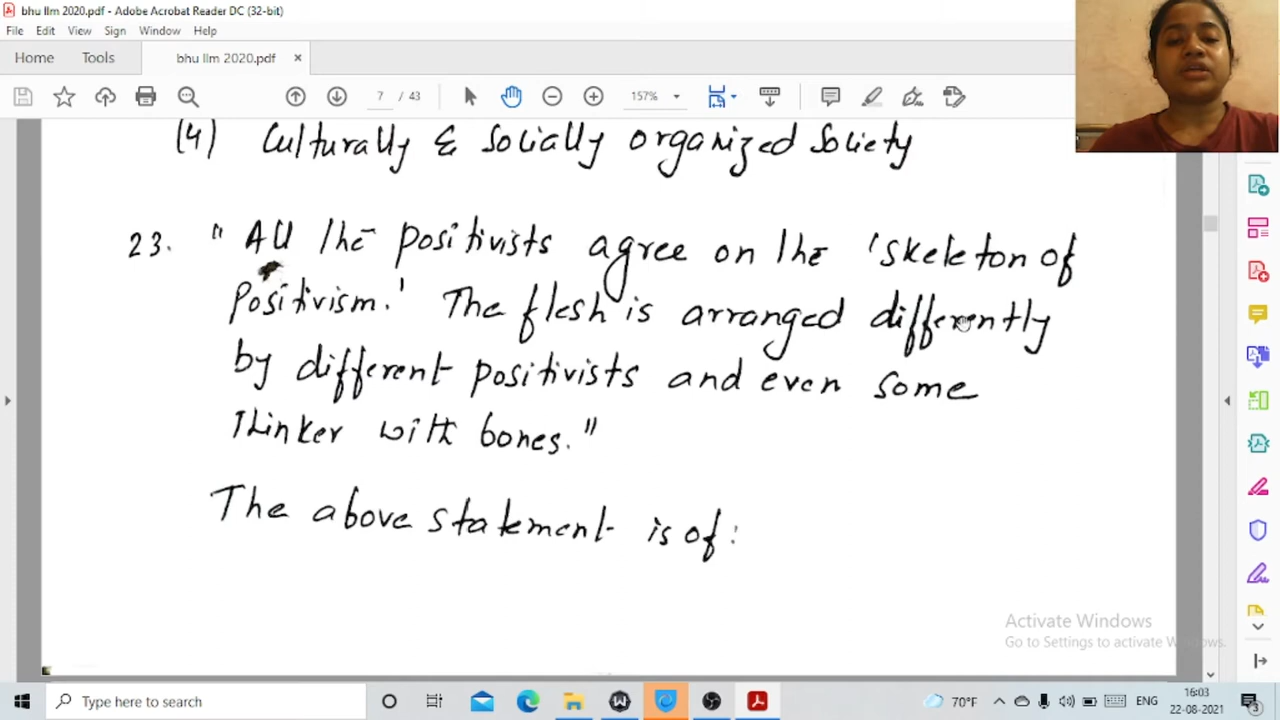 bhu llm 2020.pdf - Adobe Acrobat Reader DC (32-bit)
File Edit View Sign Window Help
Home Tools bhu llm 2020.pdf ×
7 / 43 157%
(4) Culturally & Socially organized Society
23. "All the positivists agree on the 'skeleton of
Positivism.' The flesh is arranged differently
by different positivists and even some
thinker with bones."
The above statement is of:
Activate Windows
Go to Settings to activate Windows.
Type here to search
70°F ENG 16:03
22-08-2021
3